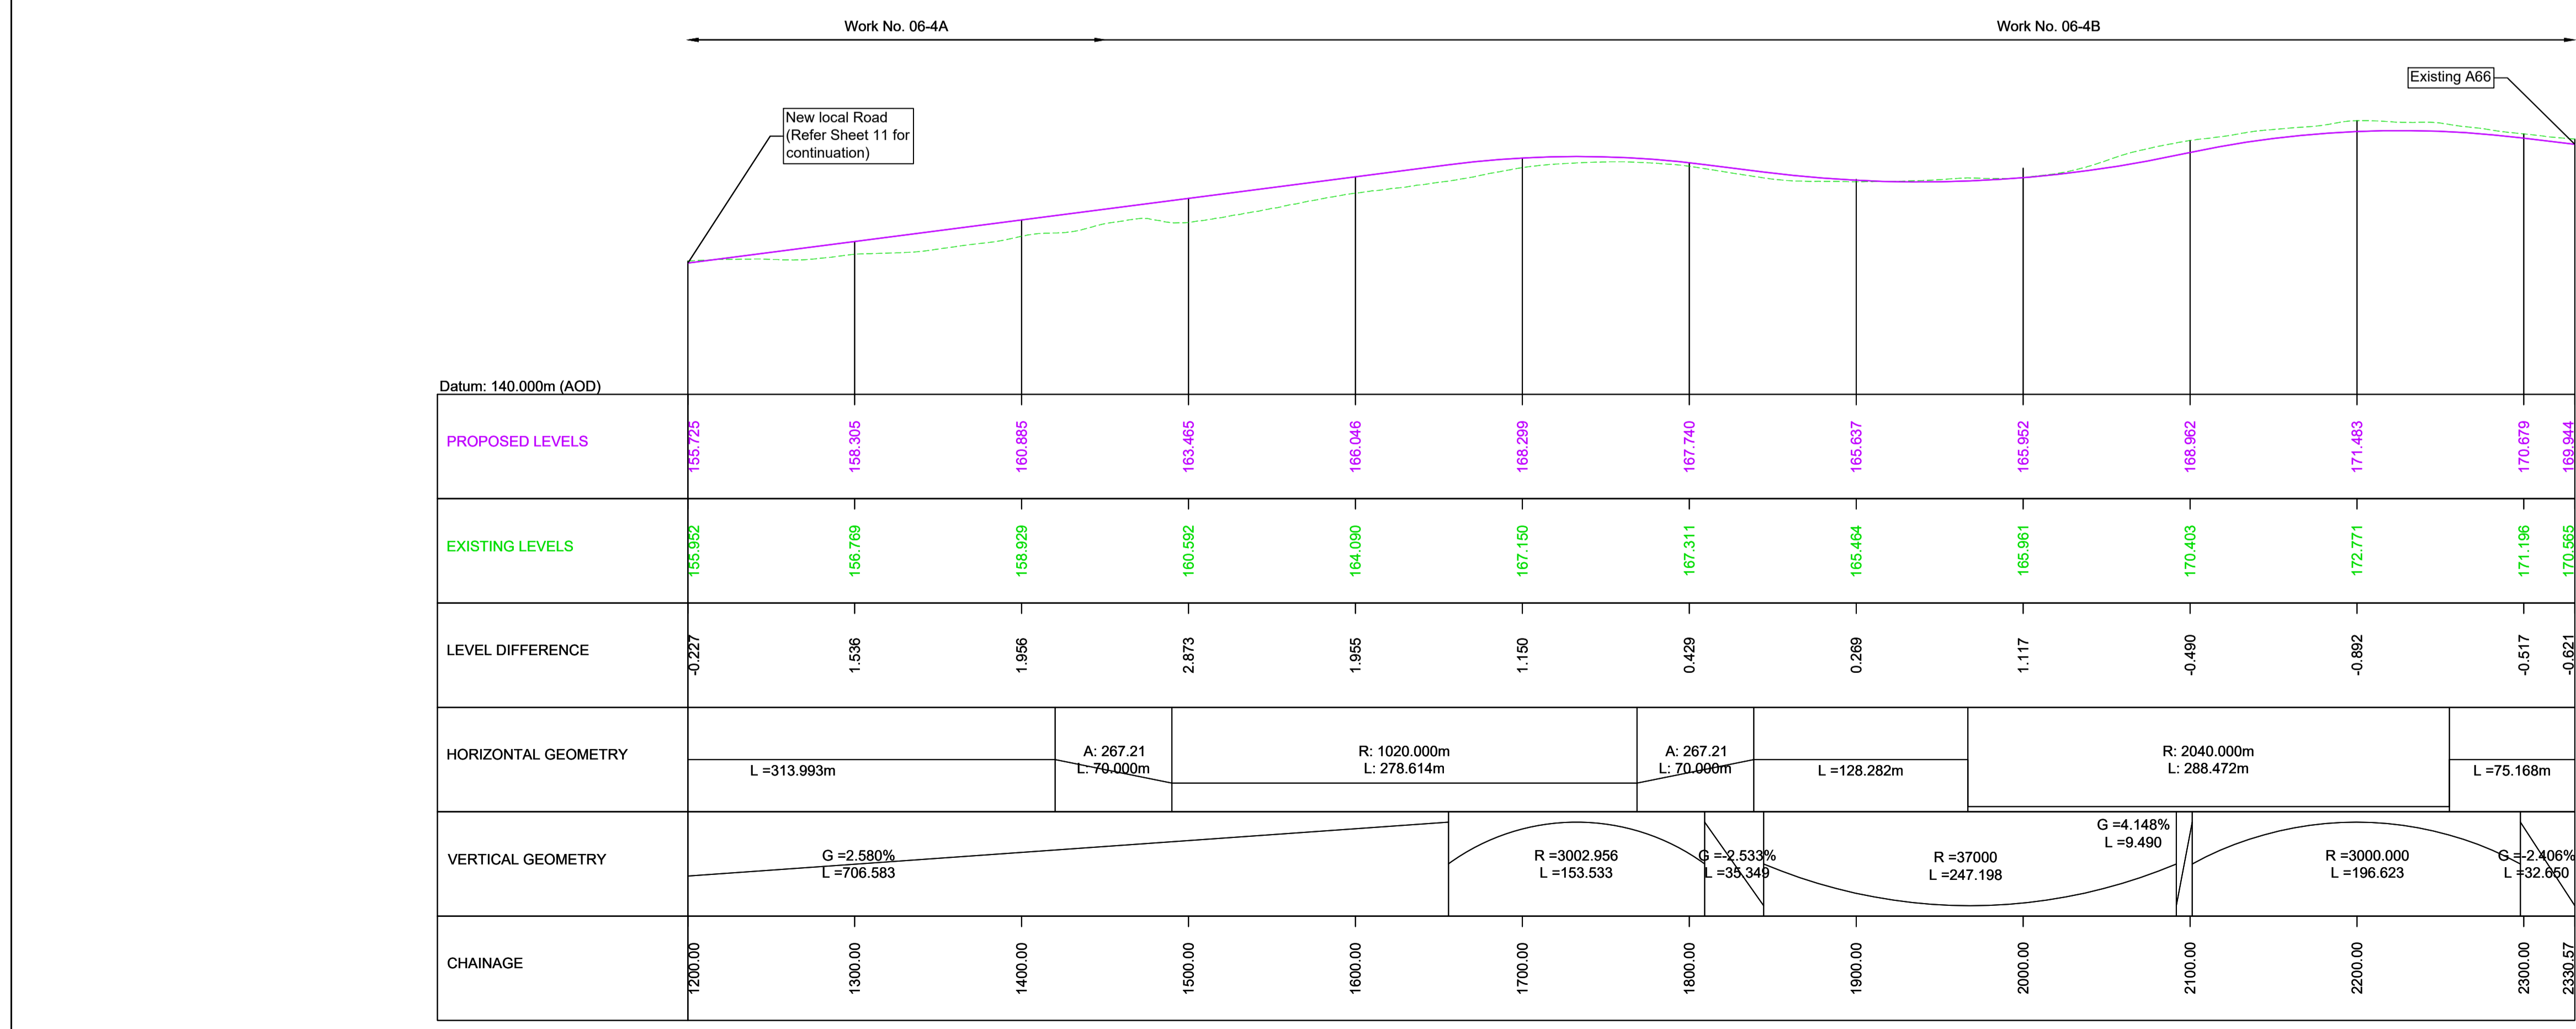 Work No. 06-4A
Work No. 06-4B
Existing A66
New local Road
(Refer Sheet 11 for
continuation)
Datum: 140.000m (AOD)
PROPOSED LEVELS
155.725
158.305
160.885
163.465
166.046
168.299
167.740
165.637
165.952
168.962
171.483
170.679
169.944
EXISTING LEVELS
155.952
156.769
158.929
160.592
164.090
167.150
167.311
165.464
165.961
170.403
172.771
171.196
170.565
LEVEL DIFFERENCE
-0.227
1.536
1.956
2.873
1.955
1.150
0.429
0.269
1.117
-0.490
-0.892
-0.517
-0.621
HORIZONTAL GEOMETRY
L =313.993m
A: 267.21
L: 70.000m
R: 1020.000m
L: 278.614m
A: 267.21
L: 70.000m
L =128.282m
R: 2040.000m
L: 288.472m
L =75.168m
VERTICAL GEOMETRY
G =2.580%
L =706.583
R =3002.956
L =153.533
G =-2.533%
L =35.349
R =37000
L =247.198
G =4.148%
L =9.490
R =3000.000
L =196.623
G =-2.406%
L =32.650
CHAINAGE
1200.00
1300.00
1400.00
1500.00
1600.00
1700.00
1800.00
1900.00
2000.00
2100.00
2200.00
2300.00
2330.57